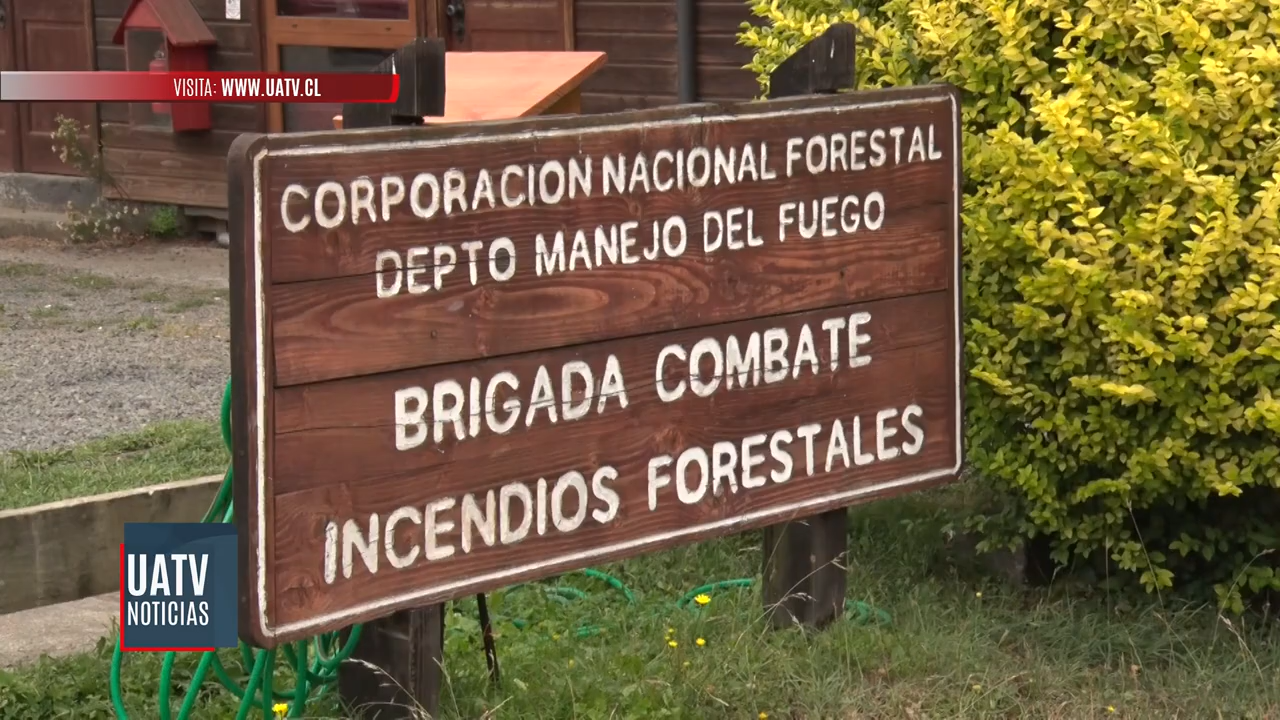 VISITA: WWW.UATV.CL
CORPORACION NACIONAL FORESTAL
DEPTO MANEJO DEL FUEGO
BRIGADA COMBATE
INCENDIOS FORESTALES
UATV
NOTICIAS